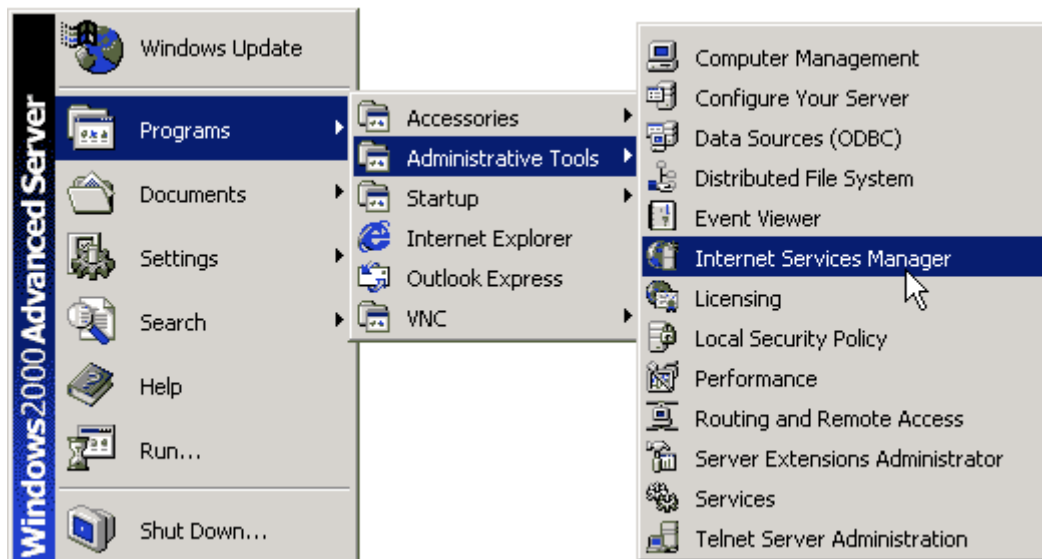 Windows 2000 Advanced Server
Windows Update
Programs
Documents
Settings
Search
Help
Run...
Shut Down...
Accessories
Administrative Tools
Startup
Internet Explorer
Outlook Express
VNC
Computer Management
Configure Your Server
Data Sources (ODBC)
Distributed File System
Event Viewer
Internet Services Manager
Licensing
Local Security Policy
Performance
Routing and Remote Access
Server Extensions Administrator
Services
Telnet Server Administration